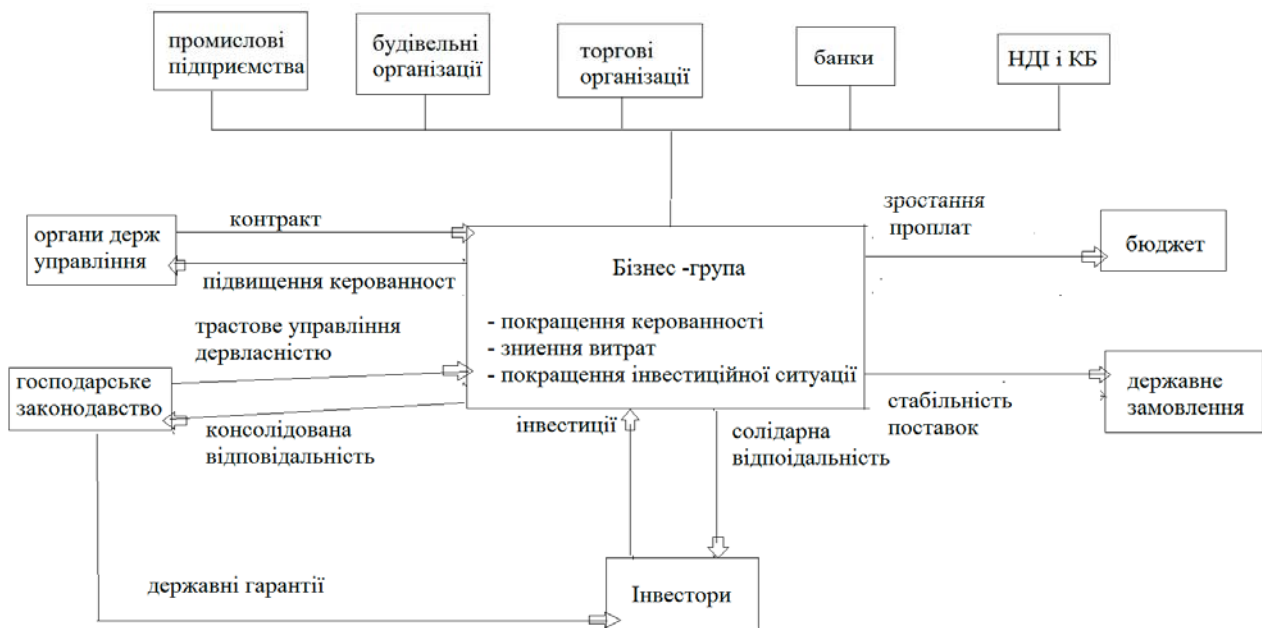 промислові
підприємства
будівельні
організації
торгові
організації
банки
НДІ і КБ
органи держ
управління
контракт
підвищення керованност
трастове управління
дервласністю
господарське
законодавство
консолідована
відповідальність
Бізнес -група
- покращення керованності
- зниення витрат
- покращення інвестиційної ситуації
зростання
проплат
бюджет
стабільність
поставок
державне
замовлення
інвестиції
солідарна
відпоідальність
державні гарантії
Інвестори